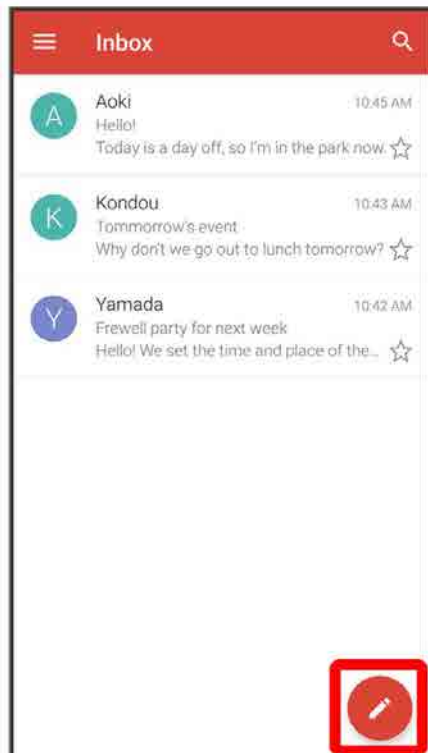 Inbox
A
Aoki 10:45 AM
Hello!
Today is a day off, so I'm in the park now.
K
Kondou 10:43 AM
Tommorrow's event
Why don't we go out to lunch tomorrow?
Y
Yamada 10:42 AM
Frewell party for next week
Hello! We set the time and place of the...